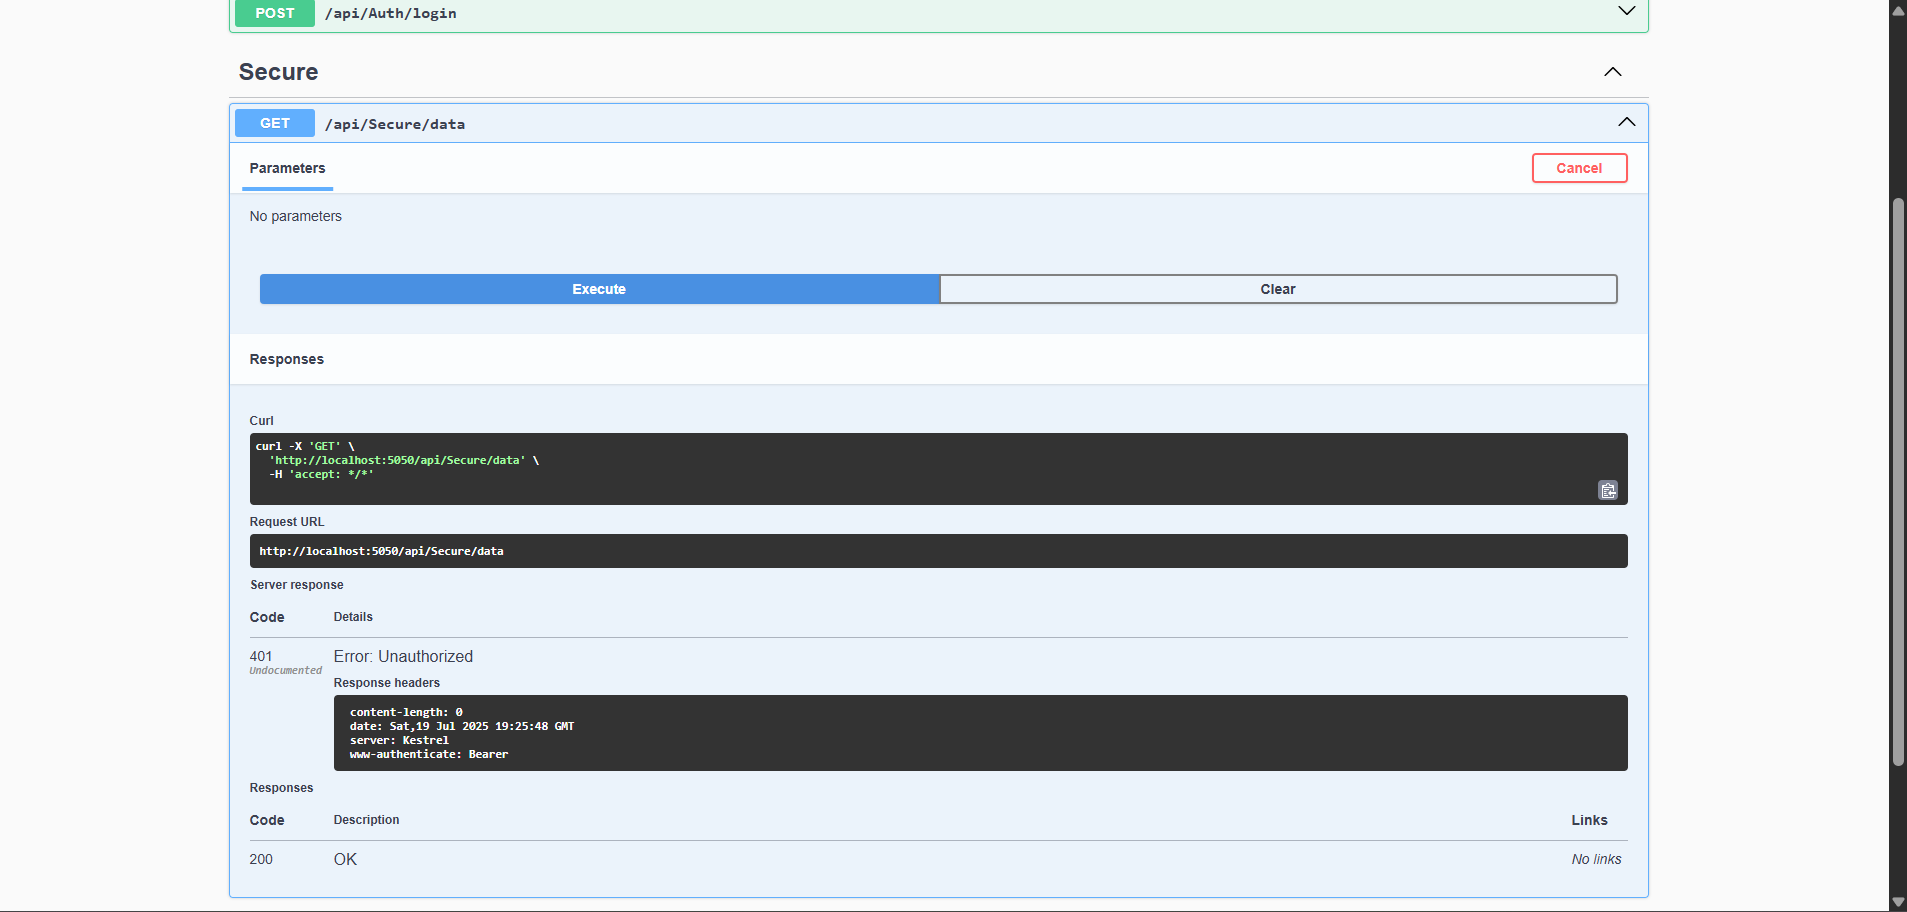 POST /api/Auth/login
Secure
GET /api/Secure/data
Parameters
Cancel
No parameters
Execute
Clear
Responses
Curl
curl -X 'GET' \
'http://localhost:5050/api/Secure/data' \
-H 'accept: */*'
Request URL
http://localhost:5050/api/Secure/data
Server response
Code Details
401 Error: Unauthorized
Undocumented
Response headers
content-length: 0
date: Sat,19 Jul 2025 19:25:48 GMT
server: Kestrel
www-authenticate: Bearer
Responses
Code Description Links
200 OK No links